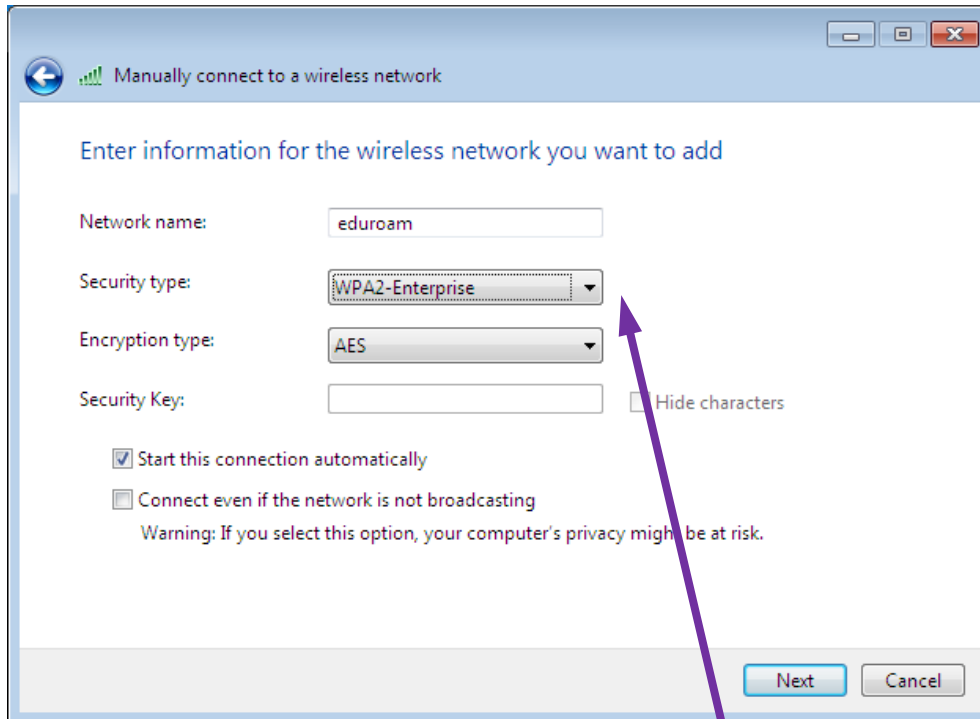 Manually connect to a wireless network
Enter information for the wireless network you want to add
Network name: eduroam
Security type: WPA2-Enterprise
Encryption type: AES
Security Key: Hide characters
Start this connection automatically
Connect even if the network is not broadcasting
Warning: If you select this option, your computer's privacy might be at risk.
Next Cancel